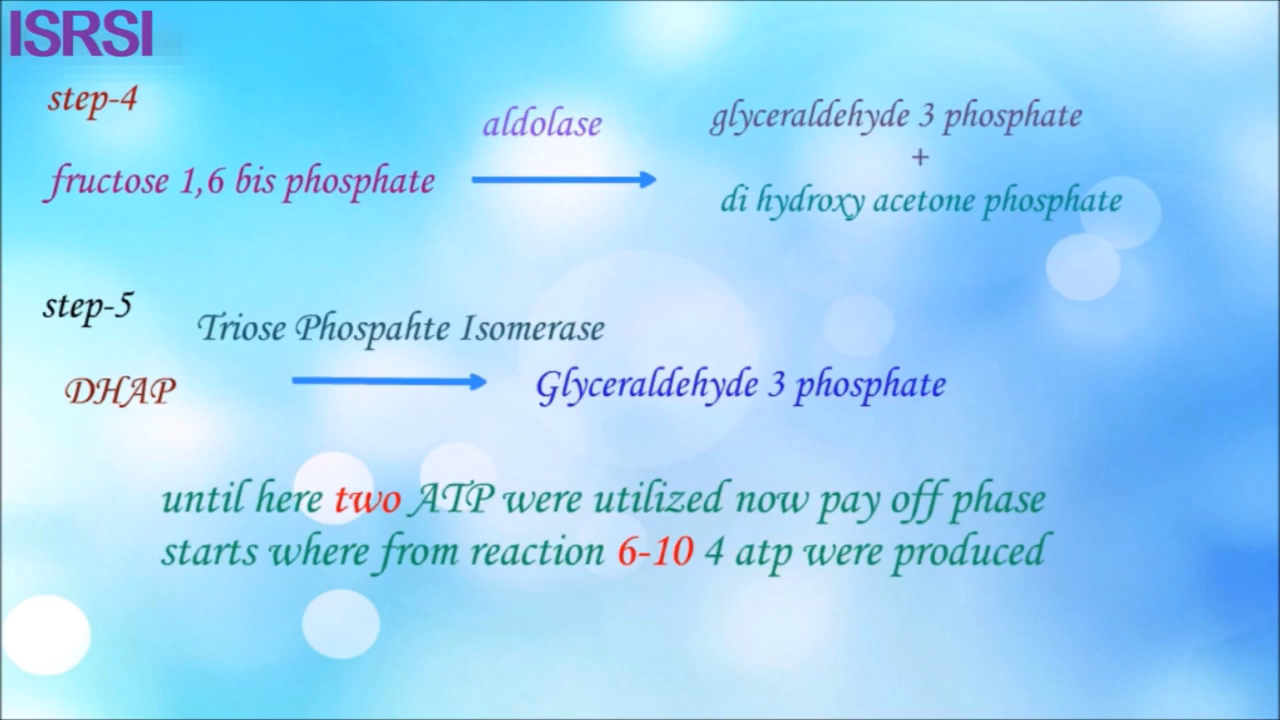 ISRSI
step-4
aldolase
glyceraldehyde 3 phosphate
+
fructose 1,6 bis phosphate
di hydroxy acetone phosphate
step-5
Triose Phospahte Isomerase
DHAP
Glyceraldehyde 3 phosphate
until here two ATP were utilized now pay off phase
starts where from reaction 6-10 4 atp were produced